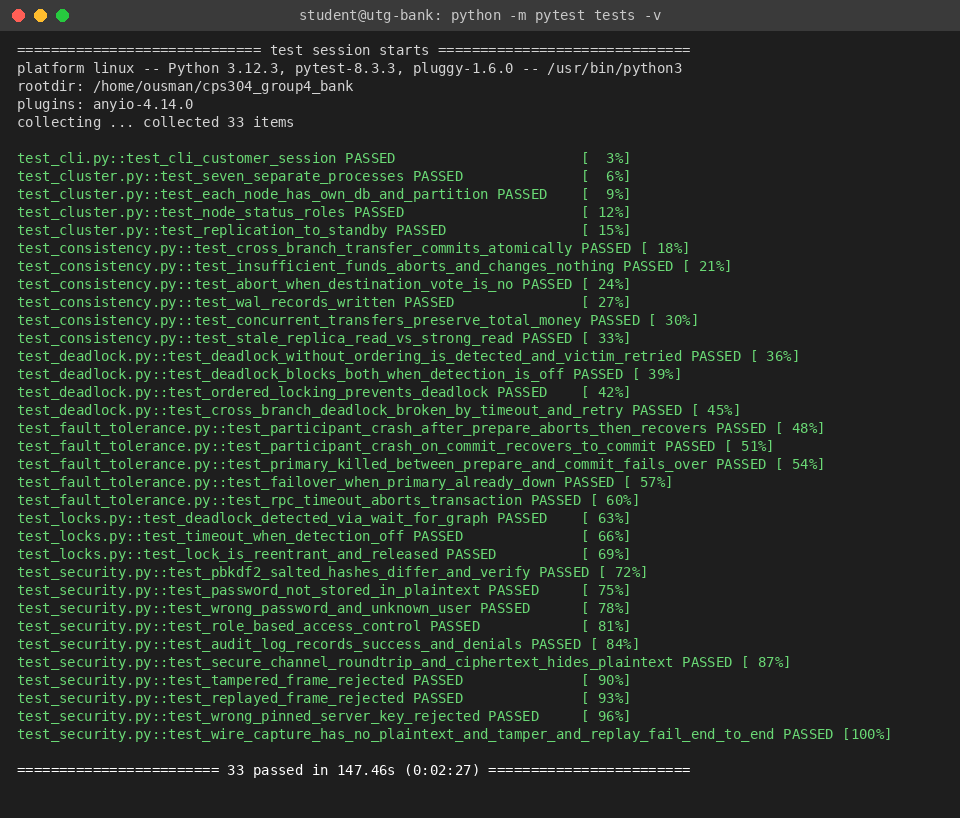 student@utg-bank: python -m pytest tests -v
============================= test session starts ==============================
platform linux -- Python 3.12.3, pytest-8.3.3, pluggy-1.6.0 -- /usr/bin/python3
rootdir: /home/ousman/cps304_group4_bank
plugins: anyio-4.14.0
collecting ... collected 33 items
test_cli.py::test_cli_customer_session PASSED                      [  3%]
test_cluster.py::test_seven_separate_processes PASSED              [  6%]
test_cluster.py::test_each_node_has_own_db_and_partition PASSED    [  9%]
test_cluster.py::test_node_status_roles PASSED                     [ 12%]
test_cluster.py::test_replication_to_standby PASSED                [ 15%]
test_consistency.py::test_cross_branch_transfer_commits_atomically PASSED [ 18%]
test_consistency.py::test_insufficient_funds_aborts_and_changes_nothing PASSED [ 21%]
test_consistency.py::test_abort_when_destination_vote_is_no PASSED [ 24%]
test_consistency.py::test_wal_records_written PASSED               [ 27%]
test_consistency.py::test_concurrent_transfers_preserve_total_money PASSED [ 30%]
test_consistency.py::test_stale_replica_read_vs_strong_read PASSED [ 33%]
test_deadlock.py::test_deadlock_without_ordering_is_detected_and_victim_retried PASSED [ 36%]
test_deadlock.py::test_deadlock_blocks_both_when_detection_is_off PASSED [ 39%]
test_deadlock.py::test_ordered_locking_prevents_deadlock PASSED    [ 42%]
test_deadlock.py::test_cross_branch_deadlock_broken_by_timeout_and_retry PASSED [ 45%]
test_fault_tolerance.py::test_participant_crash_after_prepare_aborts_then_recovers PASSED [ 48%]
test_fault_tolerance.py::test_participant_crash_on_commit_recovers_to_commit PASSED [ 51%]
test_fault_tolerance.py::test_primary_killed_between_prepare_and_commit_fails_over PASSED [ 54%]
test_fault_tolerance.py::test_failover_when_primary_already_down PASSED [ 57%]
test_fault_tolerance.py::test_rpc_timeout_aborts_transaction PASSED [ 60%]
test_locks.py::test_deadlock_detected_via_wait_for_graph PASSED    [ 63%]
test_locks.py::test_timeout_when_detection_off PASSED              [ 66%]
test_locks.py::test_lock_is_reentrant_and_released PASSED          [ 69%]
test_security.py::test_pbkdf2_salted_hashes_differ_and_verify PASSED [ 72%]
test_security.py::test_password_not_stored_in_plaintext PASSED     [ 75%]
test_security.py::test_wrong_password_and_unknown_user PASSED      [ 78%]
test_security.py::test_role_based_access_control PASSED            [ 81%]
test_security.py::test_audit_log_records_success_and_denials PASSED [ 84%]
test_security.py::test_secure_channel_roundtrip_and_ciphertext_hides_plaintext PASSED [ 87%]
test_security.py::test_tampered_frame_rejected PASSED              [ 90%]
test_security.py::test_replayed_frame_rejected PASSED              [ 93%]
test_security.py::test_wrong_pinned_server_key_rejected PASSED     [ 96%]
test_security.py::test_wire_capture_has_no_plaintext_and_tamper_and_replay_fail_end_to_end PASSED [100%]
======================== 33 passed in 147.46s (0:02:27) ========================